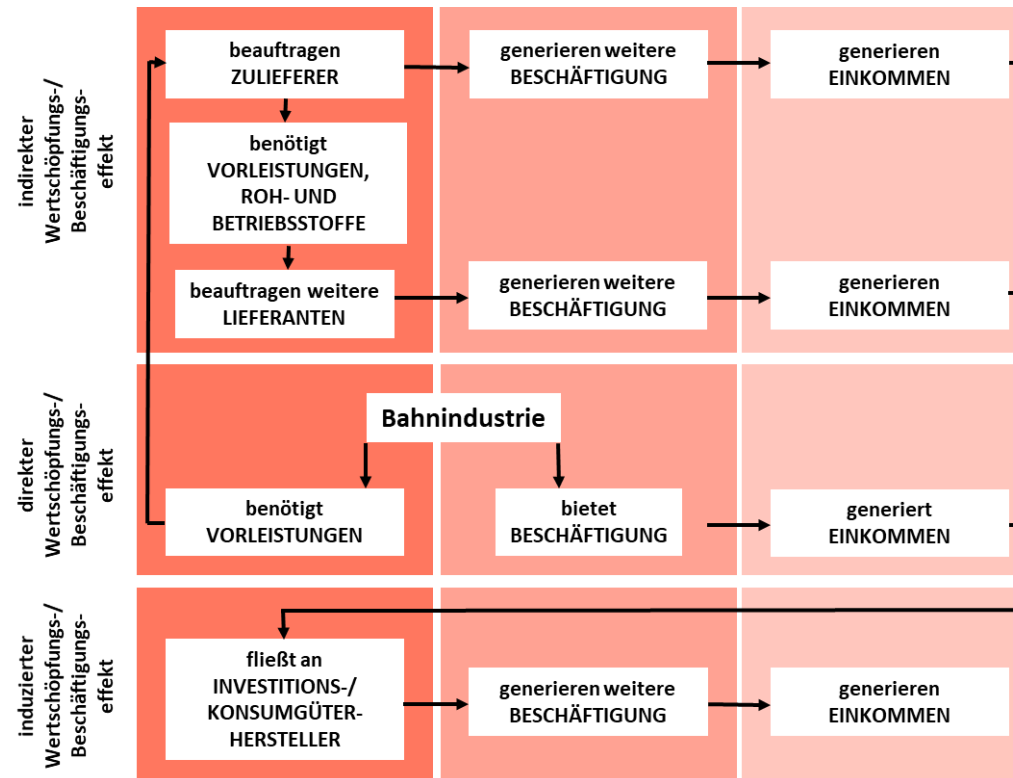 indirekter
Wertschöpfungs-/
Beschäftigungs-
effekt
beauftragen
ZULIEFERER
generieren weitere
BESCHÄFTIGUNG
generieren
EINKOMMEN
benötigt
VORLEISTUNGEN,
ROH- UND
BETRIEBSSTOFFE
beauftragen weitere
LIEFERANTEN
generieren weitere
BESCHÄFTIGUNG
generieren
EINKOMMEN
direkter
Wertschöpfungs-/
Beschäftigungs-
effekt
Bahnindustrie
benötigt
VORLEISTUNGEN
bietet
BESCHÄFTIGUNG
generiert
EINKOMMEN
induzierter
Wertschöpfungs-/
Beschäftigungs-
effekt
fließt an
INVESTITIONS-/
KONSUMGÜTER-
HERSTELLER
generieren weitere
BESCHÄFTIGUNG
generieren
EINKOMMEN